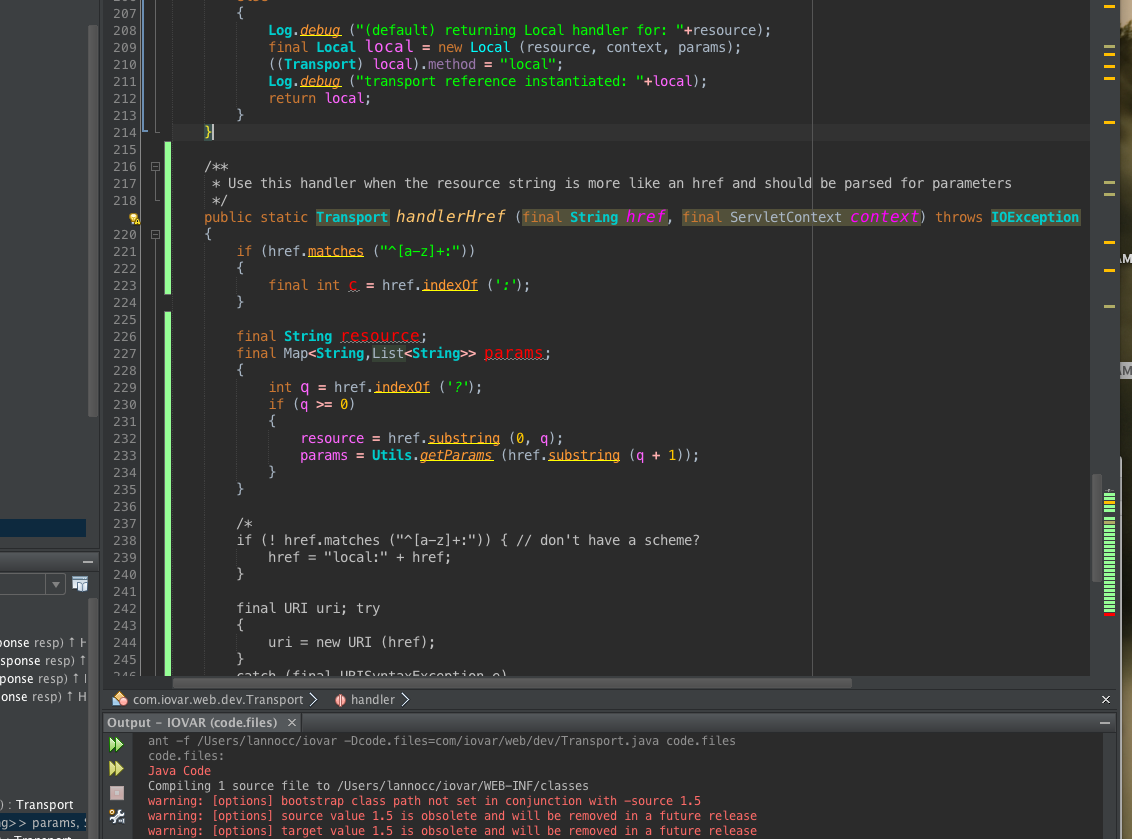 207 {
208 Log.debug ("(default) returning Local handler for: "+resource);
209 final Local local = new Local (resource, context, params);
210 ((Transport) local).method = "local";
211 Log.debug ("transport reference instantiated: "+local);
212 return local;
213 }
214 }
215
216 /**
217 * Use this handler when the resource string is more like an href and should be parsed for parameters
218 */
public static Transport handlerHref (final String href, final ServletContext context) throws IOException
220 {
221 if (href.matches ("^[a-z]+:"))
222 {
223 final int c = href.indexOf (':');
224 }
225
226 final String resource;
227 final Map<String,List<String>> params;
228 {
229 int q = href.indexOf ('?');
230 if (q >= 0)
231 {
232 resource = href.substring (0, q);
233 params = Utils.getParams (href.substring (q + 1));
234 }
235 }
236
237 /*
238 if (! href.matches ("^[a-z]+:")) { // don't have a scheme?
239 href = "local:" + href;
240 }
241
242 final URI uri; try
243 {
244 uri = new URI (href);
245 }
catch (final URISyntaxException e)
ponse resp) ↑ H
sponse resp) ↑
ponse resp) ↑
onse resp) ↑ H
) : Transport
ng>> params, S
com.iovar.web.dev.Transport
handler
Output - IOVAR (code.files)
ant -f /Users/lannocc/iovar -Dcode.files=com/iovar/web/dev/Transport.java code.files
code.files:
Java Code
Compiling 1 source file to /Users/lannocc/iovar/WEB-INF/classes
warning: [options] bootstrap class path not set in conjunction with -source 1.5
warning: [options] source value 1.5 is obsolete and will be removed in a future release
warning: [options] target value 1.5 is obsolete and will be removed in a future release